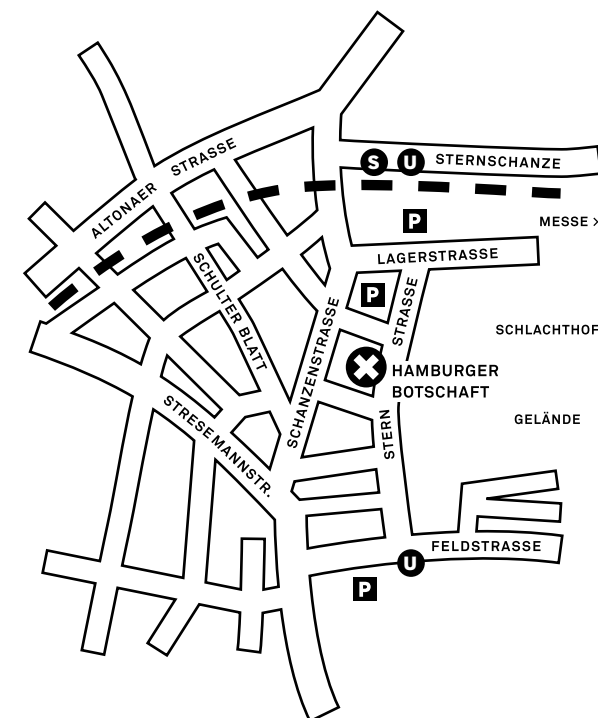 ALTONAER STRASSE
S U STERNSCHANZE
P
MESSE >
LAGERSTRASSE
SCHULTER BLATT
P
SCHANZENSTRASSE
STERN STRASSE
SCHLACHTHOF
HAMBURGER
BOTSCHAFT
STRESEMANNSTR.
GELÄNDE
FELDSTRASSE
U
P